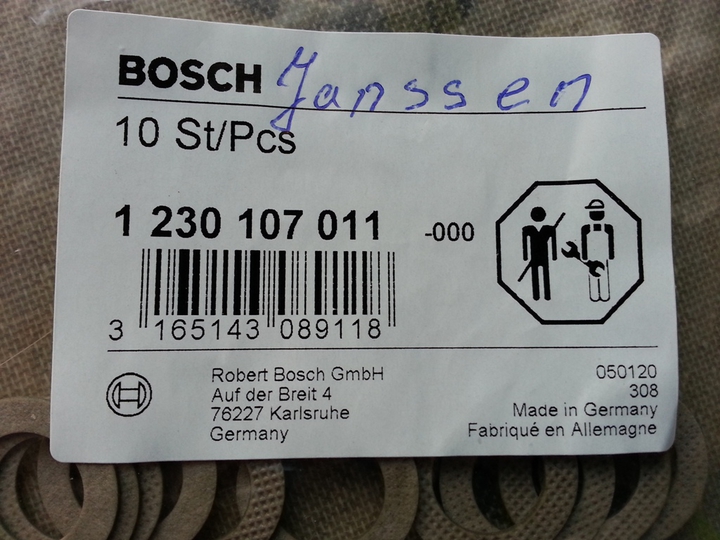 BOSCH Janssen
10 St/Pcs
1 230 107 011 -000
3 165143 089118
Robert Bosch GmbH
Auf der Breit 4
76227 Karlsruhe
Germany
050120
308
Made in Germany
Fabriqué en Allemagne